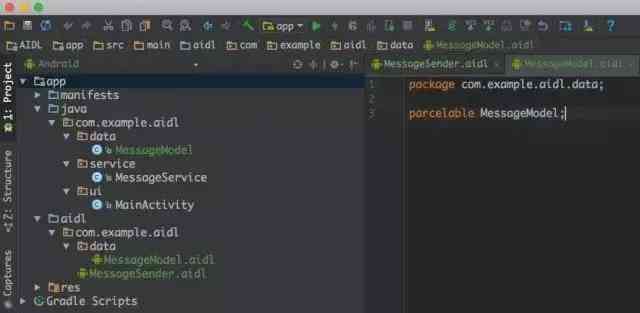 app
AIDL app src main aidl com example aidl data MessageModel.aidl
Android
MessageSender.aidl MessageModel.aidl
1: Project
Z: Structure
Captures
app
manifests
java
com.example.aidl
data
MessageModel
service
MessageService
ui
MainActivity
aidl
com.example.aidl
data
MessageModel.aidl
MessageSender.aidl
res
Gradle Scripts
1 package com.example.aidl.data;
2
3 parcelable MessageModel;